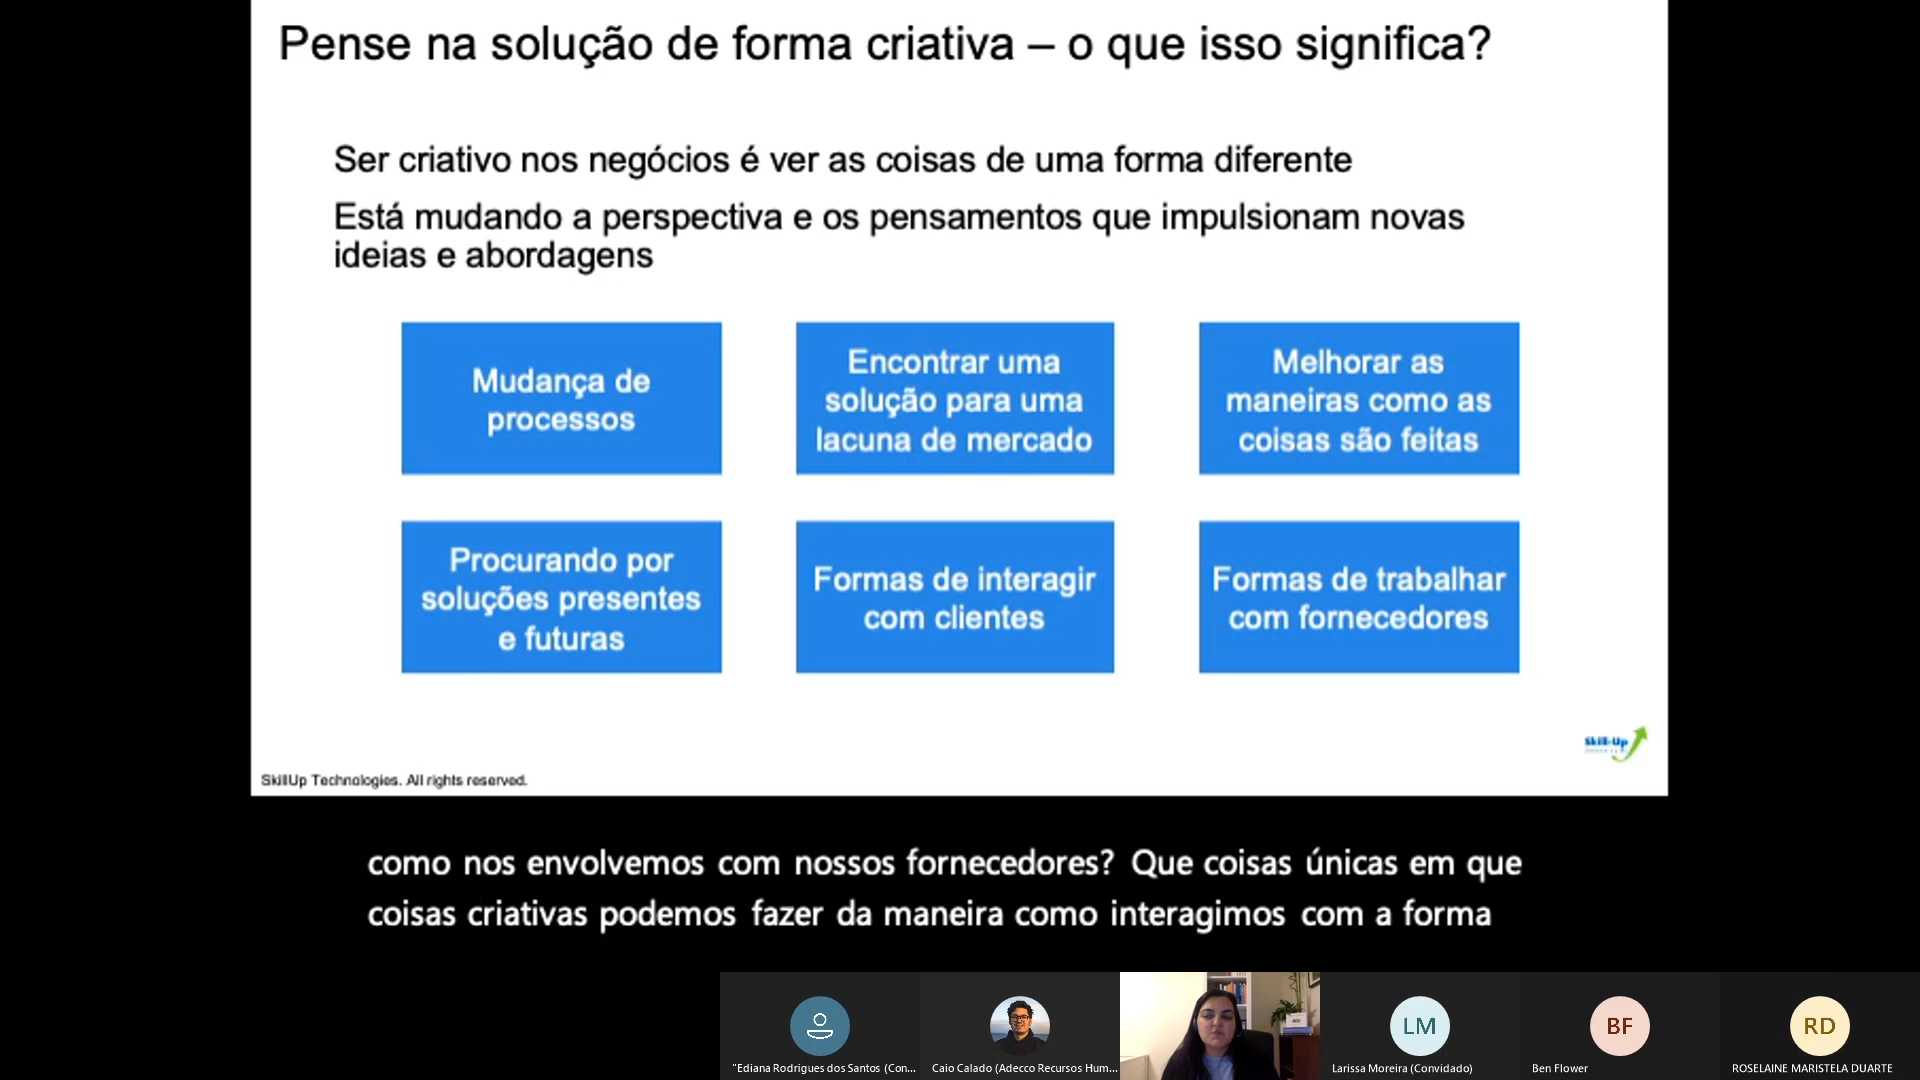 Pense na solução de forma criativa – o que isso significa?
Ser criativo nos negócios é ver as coisas de uma forma diferente
Está mudando a perspectiva e os pensamentos que impulsionam novas
ideias e abordagens
Mudança de
processos
Encontrar uma
solução para uma
lacuna de mercado
Melhorar as
maneiras como as
coisas são feitas
Procurando por
soluções presentes
e futuras
Formas de interagir
com clientes
Formas de trabalhar
com fornecedores
Skill-Up
SkillUp Technologies. All rights reserved.
como nos envolvemos com nossos fornecedores? Que coisas únicas em que
coisas criativas podemos fazer da maneira como interagimos com a forma
LM
BF
RD
"Ediana Rodrigues dos Santos (Con...
Caio Calado (Adecco Recursos Hum...
Larissa Moreira (Convidado)
Ben Flower
ROSELAINE MARISTELA DUARTE